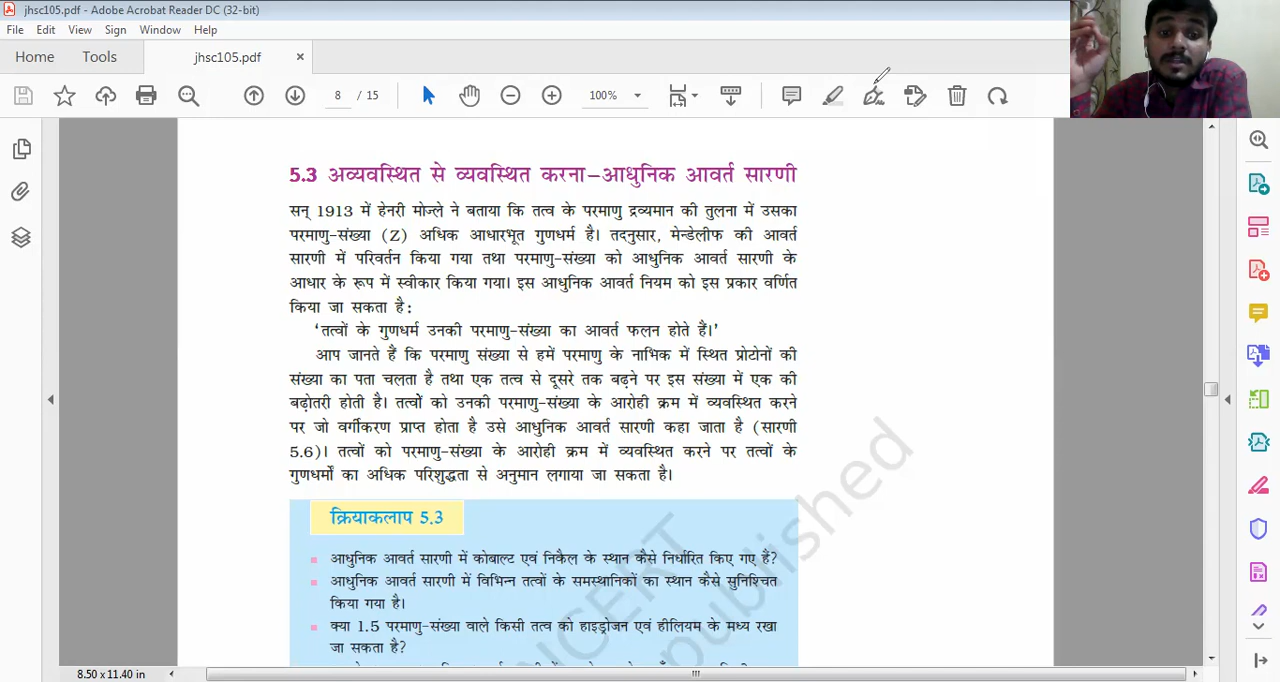 jhsc105.pdf - Adobe Acrobat Reader DC (32-bit)
File Edit View Sign Window Help
Home Tools jhsc105.pdf ×
8 / 15 100%
5.3 अव्यवस्थित से व्यवस्थित करना–आधुनिक आवर्त सारणी
सन् 1913 में हेनरी मोज्ले ने बताया कि तत्व के परमाणु द्रव्यमान की तुलना में उसका
परमाणु-संख्या (Z) अधिक आधारभूत गुणधर्म है। तदनुसार, मेन्डेलीफ की आवर्त
सारणी में परिवर्तन किया गया तथा परमाणु-संख्या को आधुनिक आवर्त सारणी के
आधार के रूप में स्वीकार किया गया। इस आधुनिक आवर्त नियम को इस प्रकार वर्णित
किया जा सकता है:
‘तत्वों के गुणधर्म उनकी परमाणु-संख्या का आवर्त फलन होते हैं।’
आप जानते हैं कि परमाणु संख्या से हमें परमाणु के नाभिक में स्थित प्रोटोनों की
संख्या का पता चलता है तथा एक तत्व से दूसरे तक बढ़ने पर इस संख्या में एक की
बढ़ोतरी होती है। तत्वों को उनकी परमाणु-संख्या के आरोही क्रम में व्यवस्थित करने
पर जो वर्गीकरण प्राप्त होता है उसे आधुनिक आवर्त सारणी कहा जाता है (सारणी
5.6)। तत्वों को परमाणु-संख्या के आरोही क्रम में व्यवस्थित करने पर तत्वों के
गुणधर्मों का अधिक परिशुद्धता से अनुमान लगाया जा सकता है।
क्रियाकलाप 5.3
आधुनिक आवर्त सारणी में कोबाल्ट एवं निकैल के स्थान कैसे निर्धारित किए गए हैं?
आधुनिक आवर्त सारणी में विभिन्न तत्वों के समस्थानिकों का स्थान कैसे सुनिश्चित
किया गया है।
क्या 1.5 परमाणु-संख्या वाले किसी तत्व को हाइड्रोजन एवं हीलियम के मध्य रखा
जा सकता है?
NCERT
published
8.50 x 11.40 in